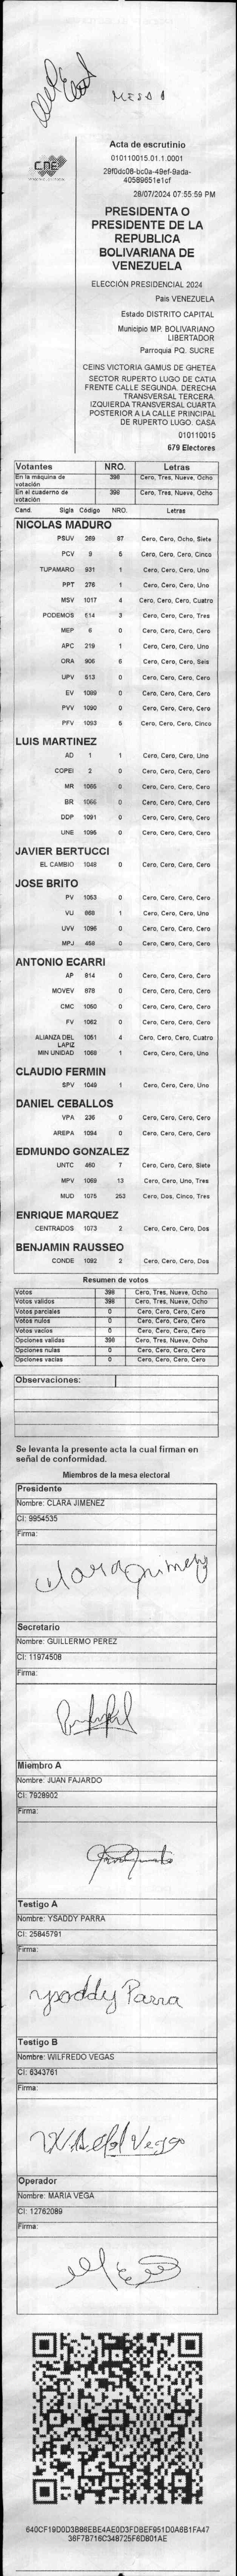 MESA 1
CNE
Acta de escrutinio
010110015.01.1.0001
29f0dc08-bc0a-49ef-9ada-
40589651e1cf
28/07/2024 07:55:59 PM
PRESIDENTA O
PRESIDENTE DE LA
REPUBLICA
BOLIVARIANA DE
VENEZUELA
ELECCIÓN PRESIDENCIAL 2024
País VENEZUELA
Estado DISTRITO CAPITAL
Municipio MP. BOLIVARIANO
LIBERTADOR
Parroquia PQ. SUCRE
CEINS VICTORIA GAMUS DE GHETEA
SECTOR RUPERTO LUGO DE CATIA
FRENTE CALLE SEGUNDA. DERECHA
TRANSVERSAL TERCERA.
IZQUIERDA TRANSVERSAL CUARTA
POSTERIOR A LA CALLE PRINCIPAL
DE RUPERTO LUGO. CASA
010110015
679 Electores
Votantes NRO. Letras
En la máquina de votación 398 Cero, Tres, Nueve, Ocho
En el cuaderno de votación 398 Cero, Tres, Nueve, Ocho
Cand. Sigla Código NRO. Letras
NICOLAS MADURO
PSUV 269 87 Cero, Cero, Ocho, Siete
PCV 9 5 Cero, Cero, Cero, Cinco
TUPAMARO 931 1 Cero, Cero, Cero, Uno
PPT 276 1 Cero, Cero, Cero, Uno
MSV 1017 4 Cero, Cero, Cero, Cuatro
PODEMOS 514 3 Cero, Cero, Cero, Tres
MEP 6 0 Cero, Cero, Cero, Cero
APC 219 1 Cero, Cero, Cero, Uno
ORA 906 6 Cero, Cero, Cero, Seis
UPV 513 0 Cero, Cero, Cero, Cero
EV 1089 0 Cero, Cero, Cero, Cero
PVV 1090 0 Cero, Cero, Cero, Cero
PFV 1093 5 Cero, Cero, Cero, Cinco
LUIS MARTINEZ
AD 1 1 Cero, Cero, Cero, Uno
COPEI 2 0 Cero, Cero, Cero, Cero
MR 1065 0 Cero, Cero, Cero, Cero
BR 1066 0 Cero, Cero, Cero, Cero
DDP 1091 0 Cero, Cero, Cero, Cero
UNE 1095 0 Cero, Cero, Cero, Cero
JAVIER BERTUCCI
EL CAMBIO 1048 0 Cero, Cero, Cero, Cero
JOSE BRITO
PV 1053 0 Cero, Cero, Cero, Cero
VU 868 1 Cero, Cero, Cero, Uno
UVV 1096 0 Cero, Cero, Cero, Cero
MPJ 458 0 Cero, Cero, Cero, Cero
ANTONIO ECARRI
AP 814 0 Cero, Cero, Cero, Cero
MOVEV 878 0 Cero, Cero, Cero, Cero
CMC 1050 0 Cero, Cero, Cero, Cero
FV 1062 0 Cero, Cero, Cero, Cero
ALIANZA DEL LAPIZ 1051 4 Cero, Cero, Cero, Cuatro
MIN UNIDAD 1068 1 Cero, Cero, Cero, Uno
CLAUDIO FERMIN
SPV 1049 1 Cero, Cero, Cero, Uno
DANIEL CEBALLOS
VPA 236 0 Cero, Cero, Cero, Cero
AREPA 1094 0 Cero, Cero, Cero, Cero
EDMUNDO GONZALEZ
UNTC 460 7 Cero, Cero, Cero, Siete
MPV 1069 13 Cero, Cero, Uno, Tres
MUD 1075 253 Cero, Dos, Cinco, Tres
ENRIQUE MARQUEZ
CENTRADOS 1073 2 Cero, Cero, Cero, Dos
BENJAMIN RAUSSEO
CONDE 1092 2 Cero, Cero, Cero, Dos
Resumen de votos
Votos 398 Cero, Tres, Nueve, Ocho
Votos validos 398 Cero, Tres, Nueve, Ocho
Votos parciales 0 Cero, Cero, Cero, Cero
Votos nulos 0 Cero, Cero, Cero, Cero
Votos vacíos 0 Cero, Cero, Cero, Cero
Opciones validas 398 Cero, Tres, Nueve, Ocho
Opciones nulas 0 Cero, Cero, Cero, Cero
Opciones vacías 0 Cero, Cero, Cero, Cero
Observaciones:
Se levanta la presente acta la cual firman en
señal de conformidad.
Miembros de la mesa electoral
Presidente
Nombre: CLARA JIMENEZ
CI: 9954535
Firma:
Secretario
Nombre: GUILLERMO PEREZ
CI: 11974508
Firma:
Miembro A
Nombre: JUAN FAJARDO
CI: 7928902
Firma:
Testigo A
Nombre: YSADDY PARRA
CI: 25845791
Firma:
Ysaddy Parra
Testigo B
Nombre: WILFREDO VEGAS
CI: 6343761
Firma:
Operador
Nombre: MARIA VEGA
CI: 12762089
Firma:
640CF19D0D3B86EBE4AE0D3FDBEF951D0A6B1FA47
36F7B716C348725F6D801AE